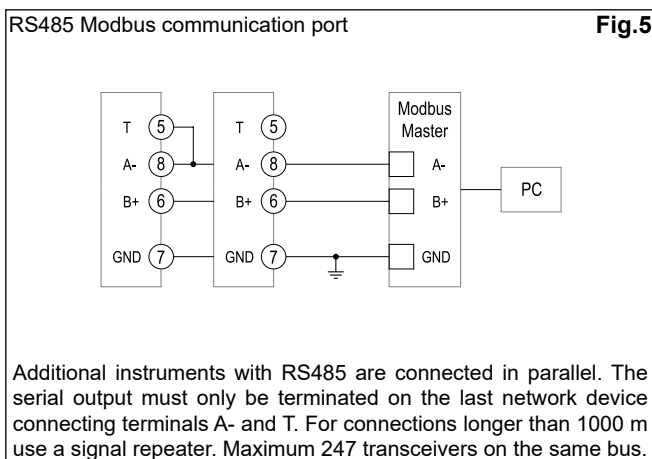 RS485 Modbus communication port Fig.5
T 5 T 5 Modbus
Master
A- 8 A- 8 A-
B+ 6 B+ 6 B+ PC
GND 7 GND 7 GND
Additional instruments with RS485 are connected in parallel. The
serial output must only be terminated on the last network device
connecting terminals A- and T. For connections longer than 1000 m
use a signal repeater. Maximum 247 transceivers on the same bus.